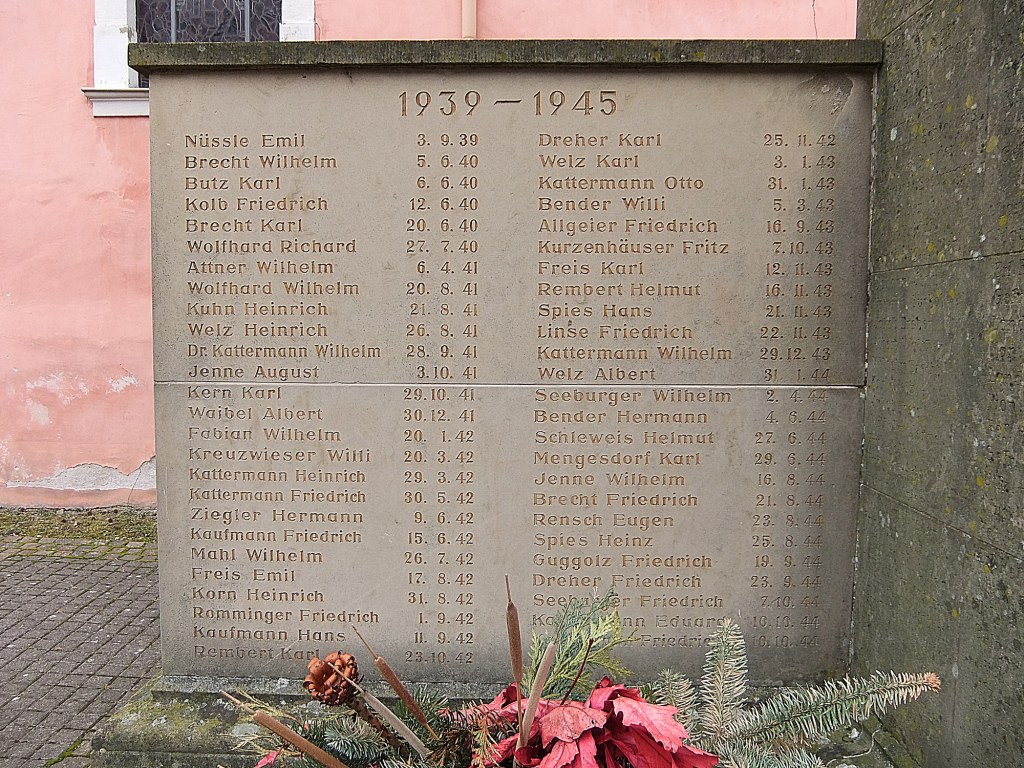 1939 – 1945
Nüssle Emil 3. 9. 39
Brecht Wilhelm 5. 6. 40
Butz Karl 6. 6. 40
Kolb Friedrich 12. 6. 40
Brecht Karl 20. 6. 40
Wolfhard Richard 27. 7. 40
Attner Wilhelm 6. 4. 41
Wolfhard Wilhelm 20. 8. 41
Kuhn Heinrich 21. 8. 41
Welz Heinrich 26. 8. 41
Dr. Kattermann Wilhelm 28. 9. 41
Jenne August 3. 10. 41
Kern Karl 29. 10. 41
Waibel Albert 30. 12. 41
Fabian Wilhelm 20. 1. 42
Kreuzwieser Willi 20. 3. 42
Kattermann Heinrich 29. 3. 42
Kattermann Friedrich 30. 5. 42
Ziegler Hermann 9. 6. 42
Kaufmann Friedrich 15. 6. 42
Mahl Wilhelm 26. 7. 42
Freis Emil 17. 8. 42
Korn Heinrich 31. 8. 42
Romminger Friedrich 1. 9. 42
Kaufmann Hans 11. 9. 42
Rembert Karl 23. 10. 42
Dreher Karl 25. 11. 42
Welz Karl 3. 1. 43
Kattermann Otto 31. 1. 43
Bender Willi 5. 3. 43
Allgeier Friedrich 16. 9. 43
Kurzenhäuser Fritz 7. 10. 43
Freis Karl 12. 11. 43
Rembert Helmut 16. 11. 43
Spies Hans 21. 11. 43
Linse Friedrich 22. 11. 43
Kattermann Wilhelm 29. 12. 43
Welz Albert 31. 1. 44
Seeburger Wilhelm 2. 4. 44
Bender Hermann 4. 6. 44
Schleweis Helmut 27. 6. 44
Mengesdorf Karl 29. 6. 44
Jenne Wilhelm 16. 8. 44
Brecht Friedrich 21. 8. 44
Rensch Eugen 23. 8. 44
Spies Heinz 25. 8. 44
Guggolz Friedrich 19. 9. 44
Dreher Friedrich 23. 9. 44
Seeburger Friedrich 7. 10. 44
Eduard 10. 10. 44
Friedrich 16. 10. 44